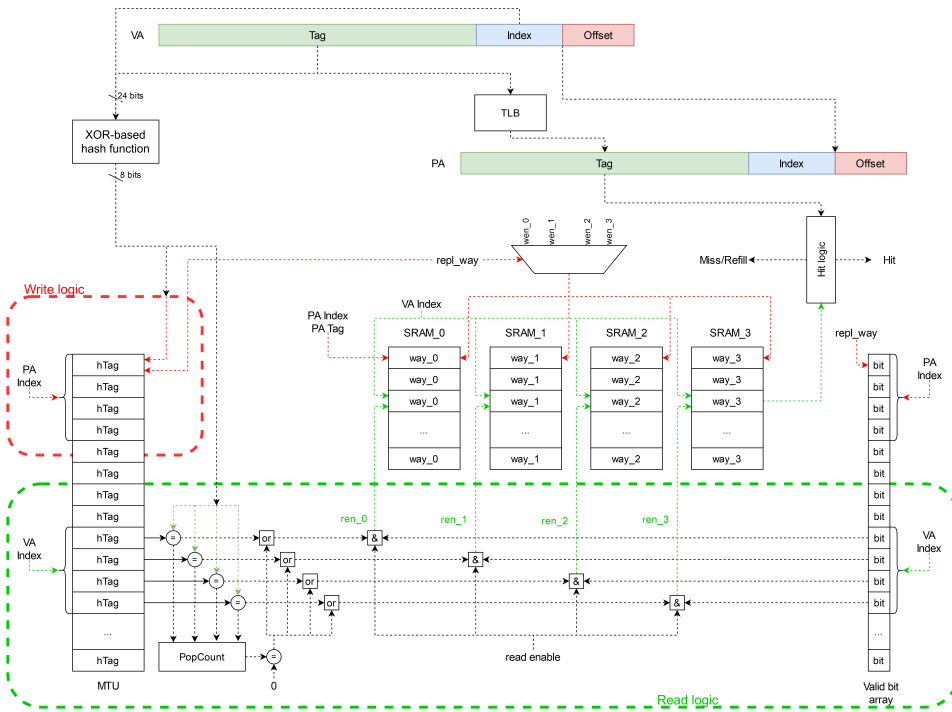 VA
Tag
Index
Offset
24 bits
TLB
XOR-based
hash function
PA
Tag
Index
Offset
8 bits
wen_0
wen_1
wen_2
wen_3
repl_way
Miss/Refill
Hit logic
Hit
Write logic
VA Index
PA Index
PA Tag
SRAM_0
SRAM_1
SRAM_2
SRAM_3
repl_way
PA
Index
hTag
hTag
hTag
hTag
hTag
hTag
hTag
hTag
hTag
hTag
hTag
hTag
...
hTag
MTU
way_0
way_0
way_0
...
way_0
way_1
way_1
way_1
...
way_1
way_2
way_2
way_2
...
way_2
way_3
way_3
way_3
...
way_3
bit
bit
bit
bit
bit
bit
bit
bit
bit
bit
bit
bit
...
bit
Valid bit
array
PA
Index
VA
Index
ren_0
ren_1
ren_2
ren_3
VA
Index
=
or
&
=
or
&
=
or
&
=
or
&
PopCount
=
0
read enable
Read logic